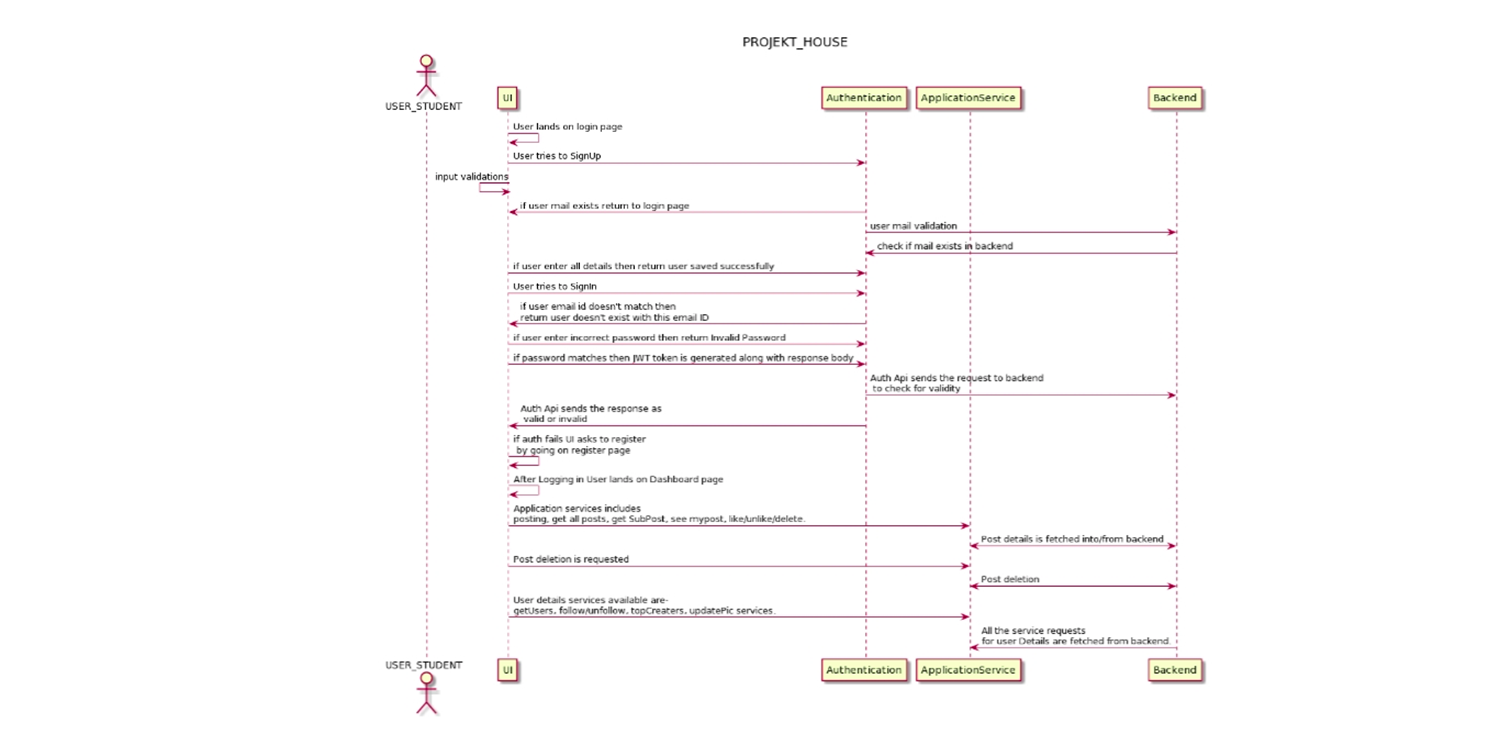 PROJEKT_HOUSE
USER_STUDENT
UI
Authentication
ApplicationService
Backend
User lands on login page
User tries to SignUp
input validations
if user mail exists return to login page
user mail validation
check if mail exists in backend
if user enter all details then return user saved successfully
User tries to SignIn
if user email id doesn't match then
return user doesn't exist with this email ID
if user enter incorrect password then return Invalid Password
if password matches then JWT token is generated along with response body
Auth Api sends the request to backend
to check for validity
Auth Api sends the response as
valid or invalid
if auth fails UI asks to register
by going on register page
After Logging in User lands on Dashboard page
Application services includes
posting, get all posts, get SubPost, see mypost, like/unlike/delete.
Post details is fetched into/from backend
Post deletion is requested
Post deletion
User details services available are-
getUsers, follow/unfollow, topCreaters, updatePic services.
All the service requests
for user Details are fetched from backend.
USER_STUDENT
UI
Authentication
ApplicationService
Backend